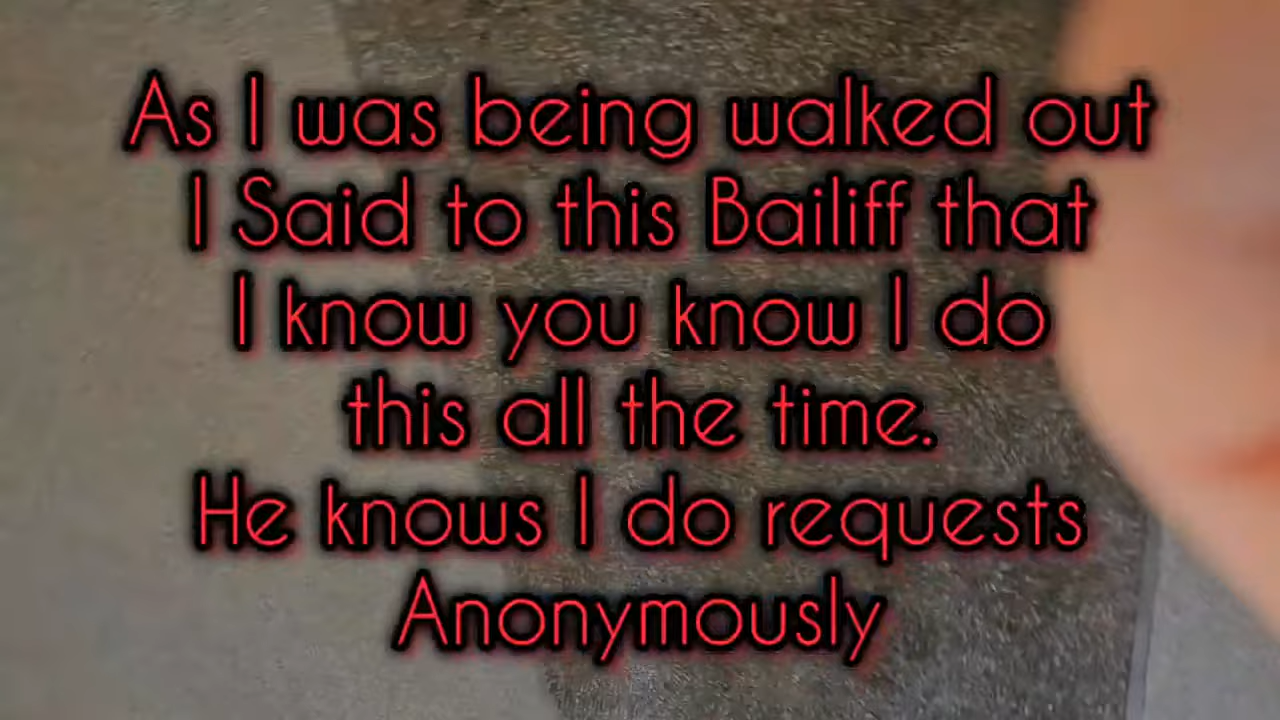 As I was being walked out
I Said to this Bailiff that
I know you know I do
this all the time.
He knows I do requests
Anonymously